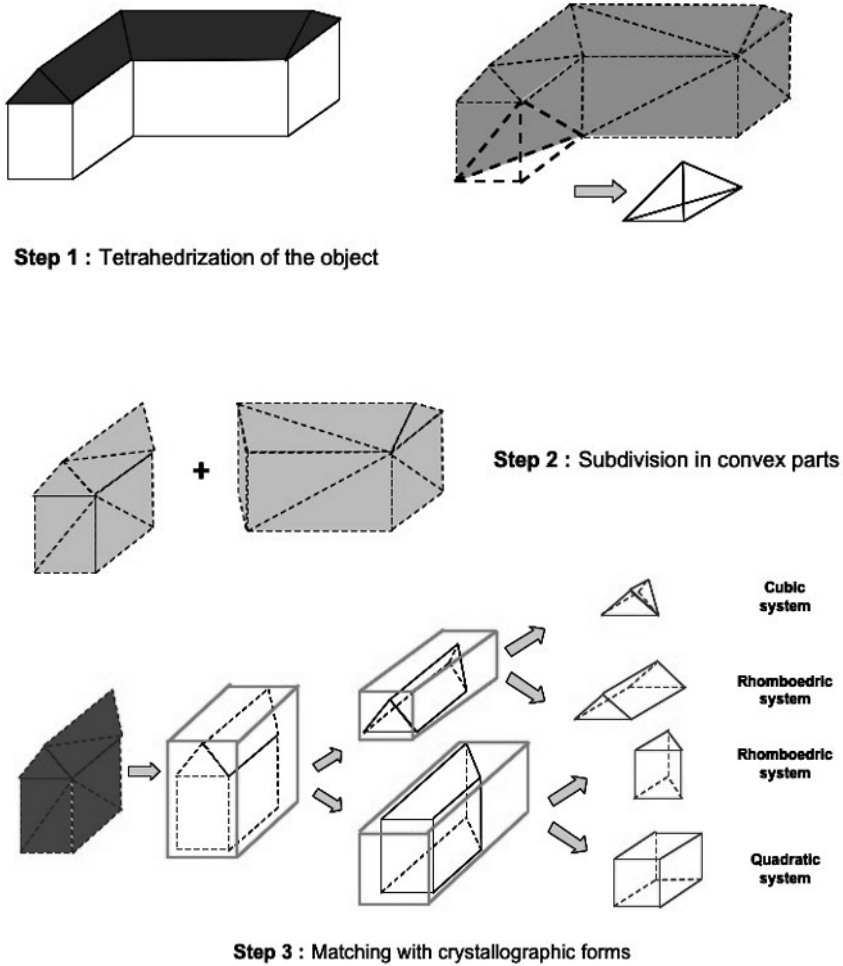 Step 1 : Tetrahedrization of the object
+
Step 2 : Subdivision in convex parts
Cubic
system
Rhomboedric
system
Rhomboedric
system
Quadratic
system
Step 3 : Matching with crystallographic forms